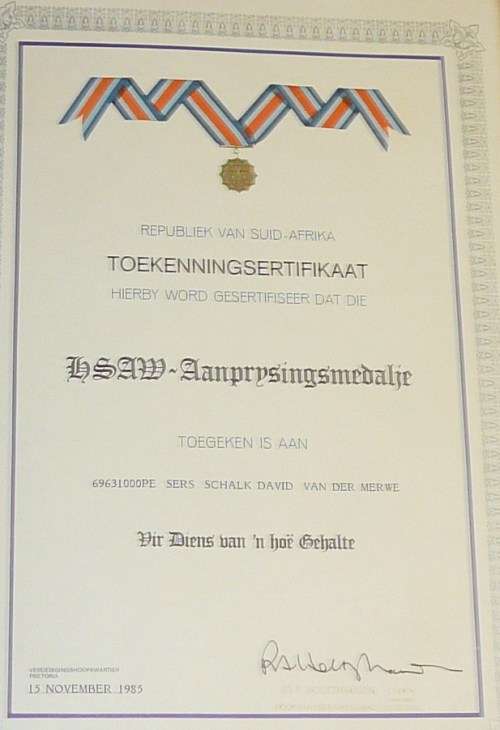 REPUBLIEK VAN SUID-AFRIKA
TOEKENNINGSERTIFIKAAT
HIERBY WORD GESERTIFISEER DAT DIE
HSAW-Aanprysingsmedalje
TOEGEKEN IS AAN
69631000PE SERS SCHALK DAVID VAN DER MERWE
Vir Diens van 'n hoë Gehalte
VERDEDIGINGSHOOFKWARTIER
PRETORIA
15 NOVEMBER 1985